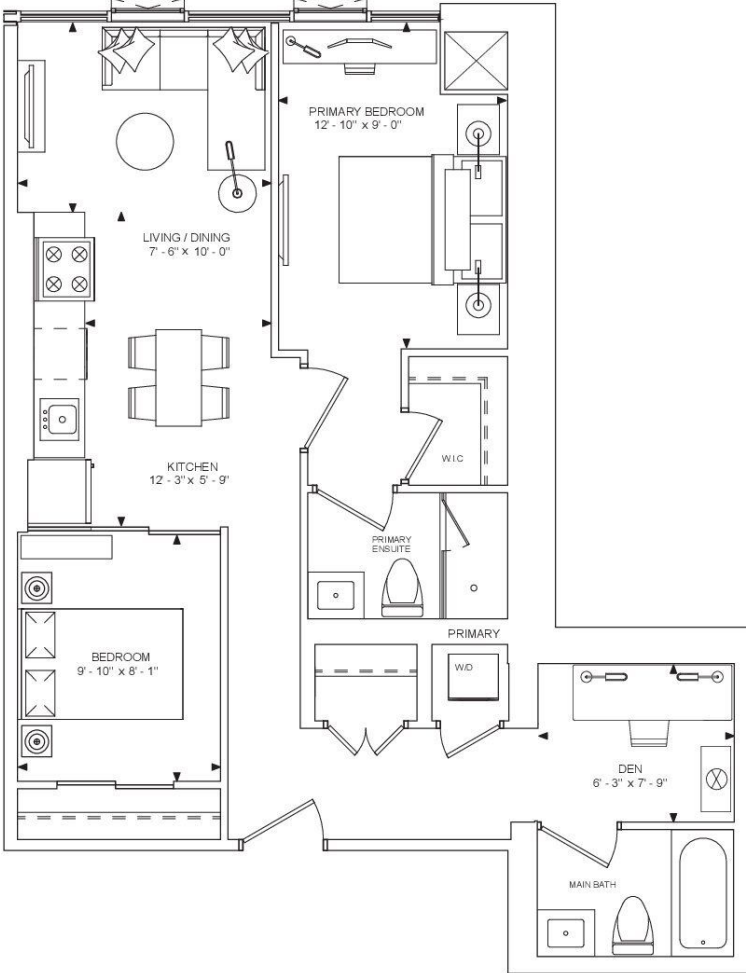 PRIMARY BEDROOM
12' - 10" x 9' - 0"
LIVING / DINING
7' - 6" x 10' - 0"
W.I.C
KITCHEN
12' - 3" x 5' - 9"
PRIMARY
ENSUITE
PRIMARY
BEDROOM
9' - 10" x 8' - 1"
W/D
DEN
6' - 3" x 7' - 9"
MAIN BATH